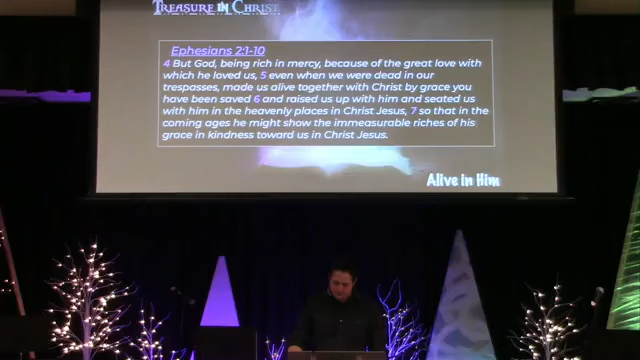 TREASURE IN CHRIST
Ephesians 2:1-10
4 But God, being rich in mercy, because of the great love with
which he loved us, 5 even when we were dead in our
trespasses, made us alive together with Christ by grace you
have been saved 6 and raised us up with him and seated us
with him in the heavenly places in Christ Jesus, 7 so that in the
coming ages he might show the immeasurable riches of his
grace in kindness toward us in Christ Jesus.
Alive in Him